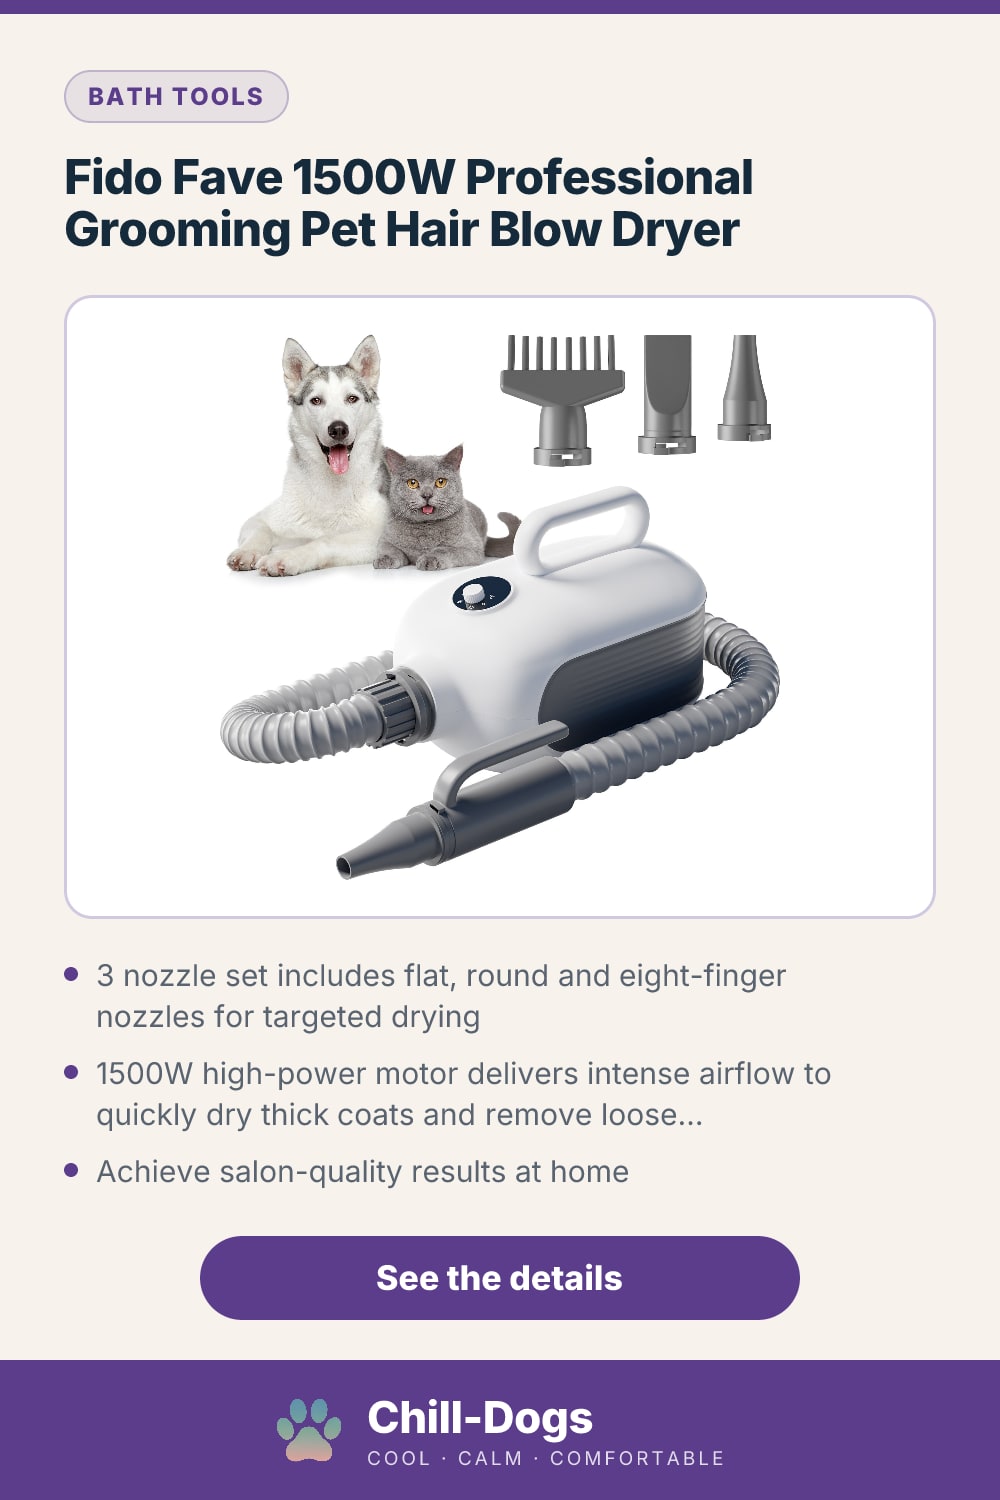 BATH TOOLS
Fido Fave 1500W Professional
Grooming Pet Hair Blow Dryer
3 nozzle set includes flat, round and eight-finger
nozzles for targeted drying
1500W high-power motor delivers intense airflow to
quickly dry thick coats and remove loose...
Achieve salon-quality results at home
See the details
Chill-Dogs
COOL · CALM · COMFORTABLE